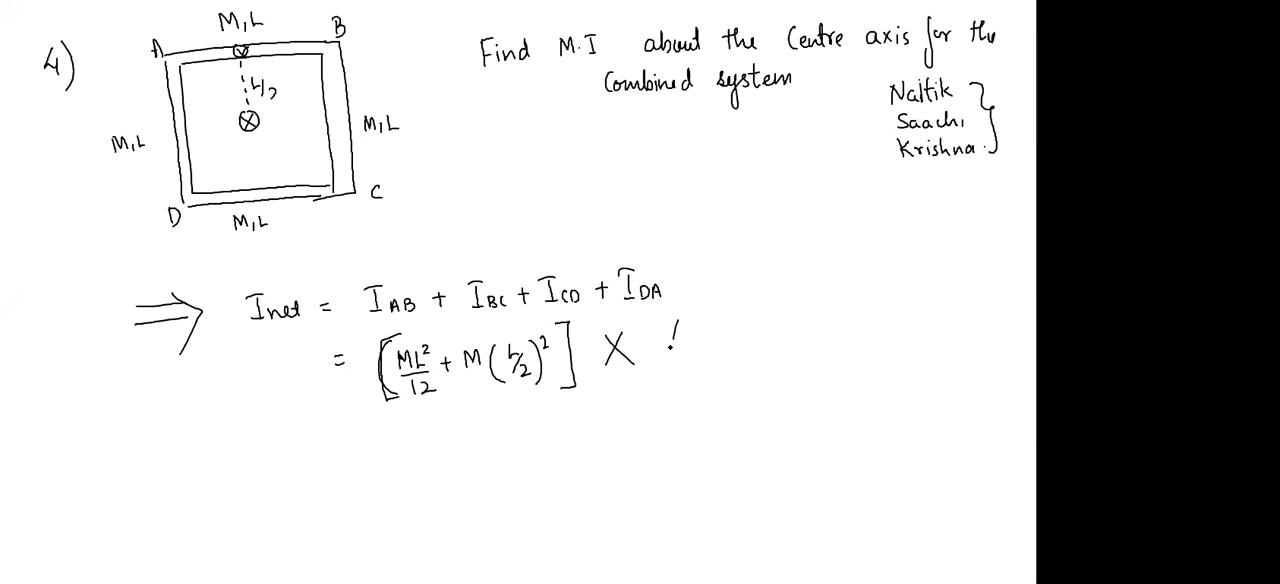 4)
M,L
A
B
L/2
M,L
M,L
D
C
M,L
Find M.I about the Centre axis for the
Combined system
Naitik
Saachi
Krishna
⇒ Inet = IAB + IBC + ICD + IDA
= [ML²/12 + M(L/2)²] X